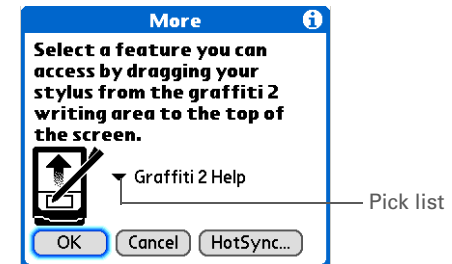 More
Select a feature you can
access by dragging your
stylus from the graffiti 2
writing area to the top of
the screen.
Graffiti 2 Help
Pick list
OK Cancel HotSync...